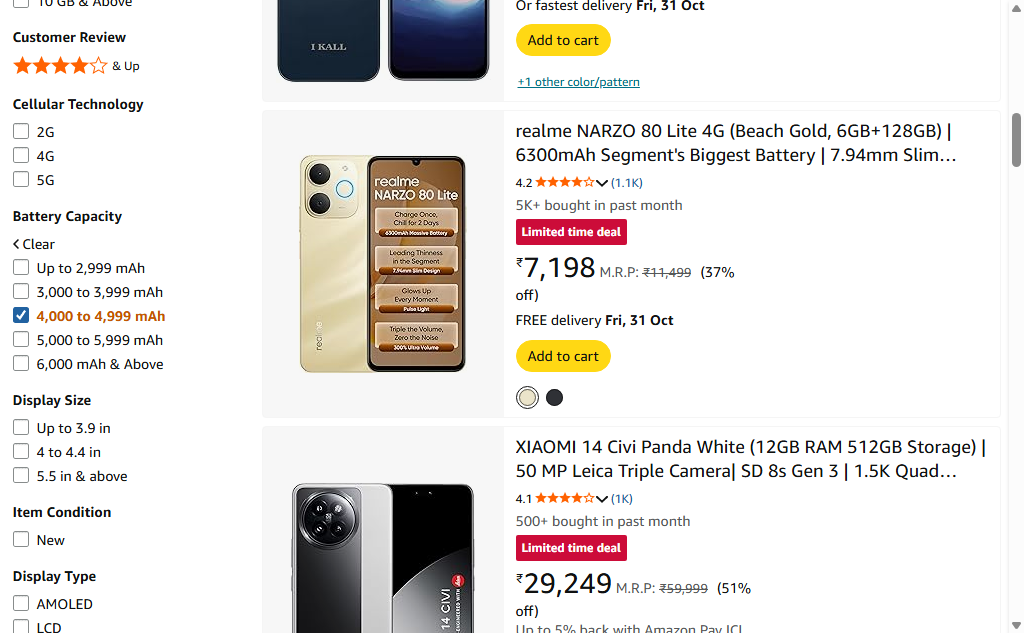 10 GB & Above
Customer Review
& Up
Cellular Technology
2G
4G
5G
Battery Capacity
Clear
Up to 2,999 mAh
3,000 to 3,999 mAh
4,000 to 4,999 mAh
5,000 to 5,999 mAh
6,000 mAh & Above
Display Size
Up to 3.9 in
4 to 4.4 in
5.5 in & above
Item Condition
New
Display Type
AMOLED
LCD
I KALL
Or fastest delivery Fri, 31 Oct
Add to cart
+1 other color/pattern
realme
NARZO 80 Lite
Charge Once,
Chill for 2 Days
6300mAh Massive Battery
Leading Thinness
in the Segment
7.94mm Slim Design
Glows Up
Every Moment
Pulse Light
Triple the Volume,
Zero the Noise
300% Ultra Volume
realme
realme NARZO 80 Lite 4G (Beach Gold, 6GB+128GB) |
6300mAh Segment's Biggest Battery | 7.94mm Slim…
4.2 (1.1K)
5K+ bought in past month
Limited time deal
₹7,198 M.R.P: ₹11,499 (37%
off)
FREE delivery Fri, 31 Oct
Add to cart
14 CIVI
ENGINEERED WITH
XIAOMI 14 Civi Panda White (12GB RAM 512GB Storage) |
50 MP Leica Triple Camera| SD 8s Gen 3 | 1.5K Quad…
4.1 (1K)
500+ bought in past month
Limited time deal
₹29,249 M.R.P: ₹59,999 (51%
off)
Up to 5% back with Amazon Pay ICI